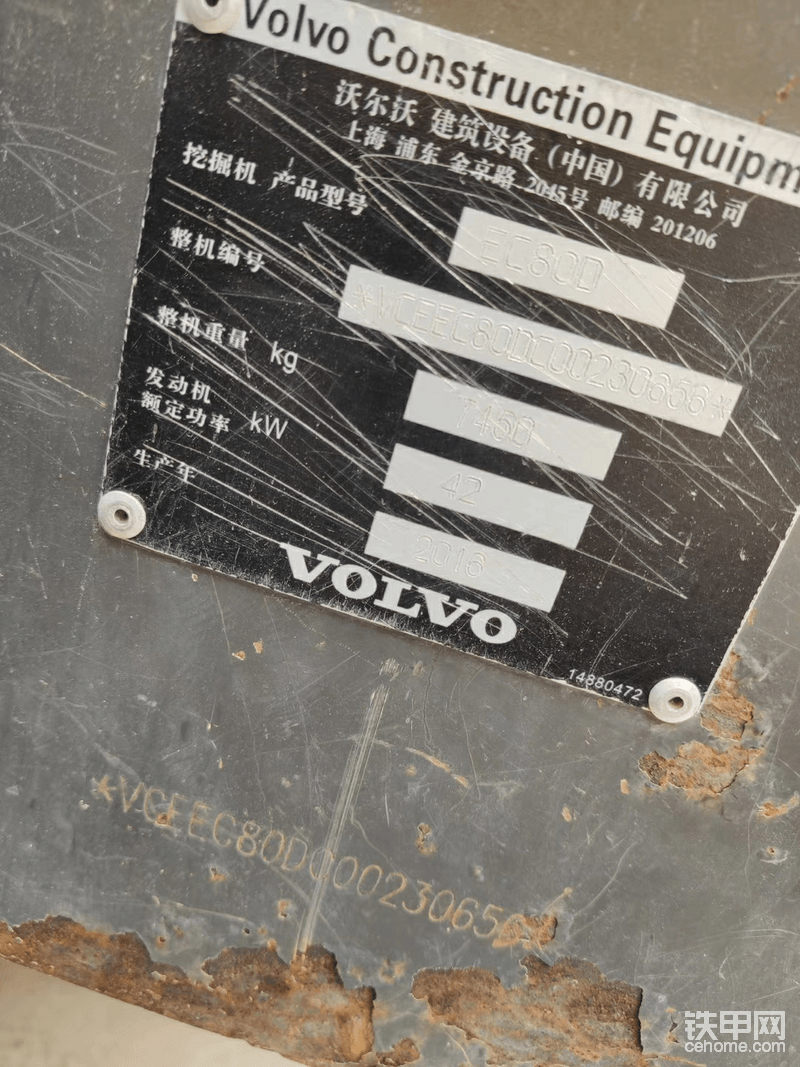 Volvo Construction Equipm
沃尔沃 建筑设备（中国）有限公司
上海 浦东 金京路 2045号 邮编 201206
挖掘机 产品型号 EC80D
整机编号 *VCEEC80DC00230656*
整机重量 kg 7460
发动机
额定功率 kW 42
生产年 2016
VOLVO
14880472
*VCEEC80DC0023065
铁甲网
cehome.com